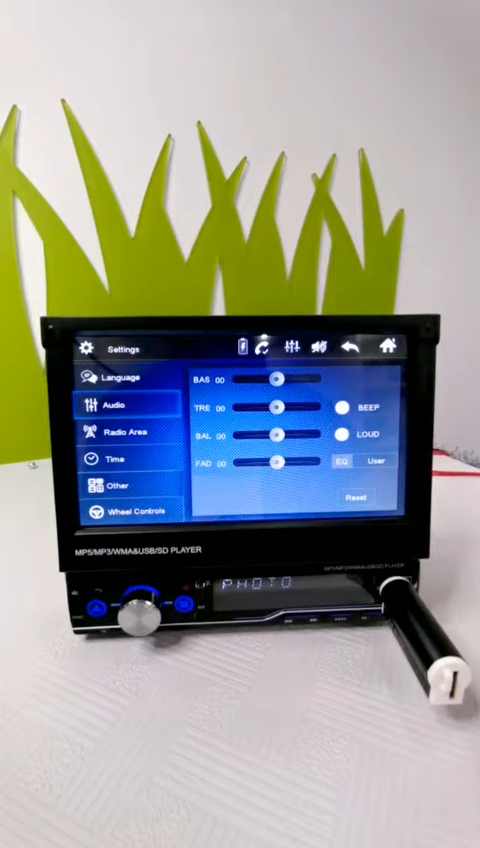 Settings
Language
Audio
Radio Area
Time
Other
Wheel Controls
BAS 00
TRE 00
BEEP
BAL 00
LOUD
FAD 00
EQ User
Reset
MP5/MP3/WMA&USB/SD PLAYER
MP5/MP3/WMA&USB/SD PLAYER
PHOTO